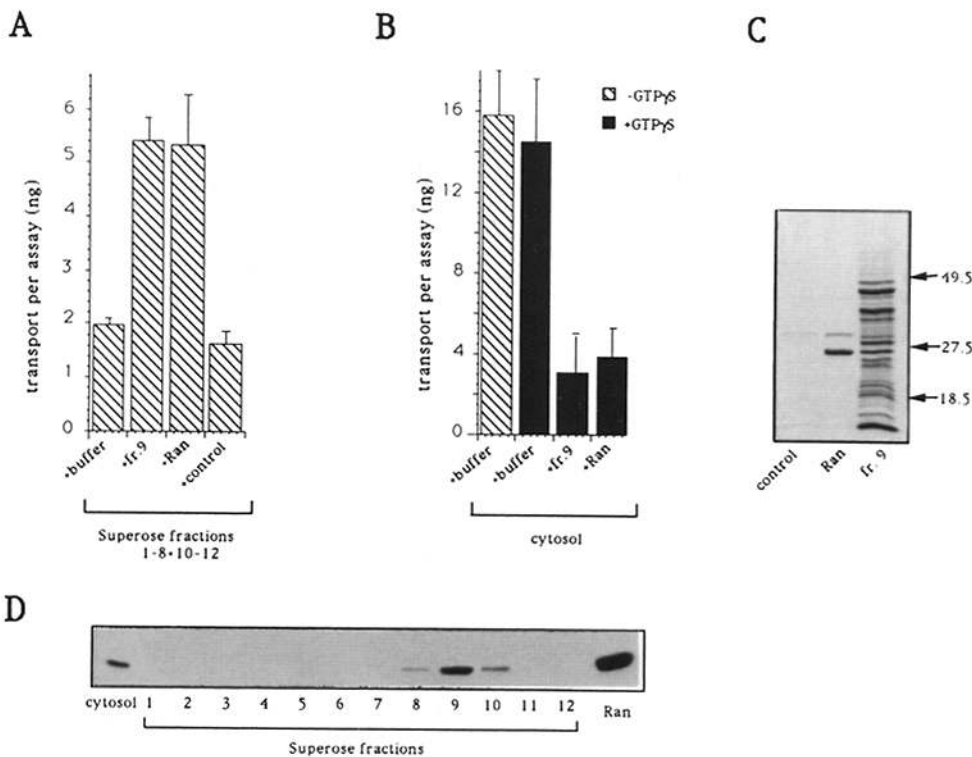 A
transport per assay (ng)
6
5
4
3
2
1
0
+buffer
+fr.9
+Ran
+control
Superose fractions
1-8+10-12
B
transport per assay (ng)
16
12
8
4
0
-GTPγS
+GTPγS
+buffer
+buffer
+fr.9
+Ran
cytosol
C
49.5
27.5
18.5
control
Ran
fr. 9
D
cytosol 1 2 3 4 5 6 7 8 9 10 11 12 Ran
Superose fractions